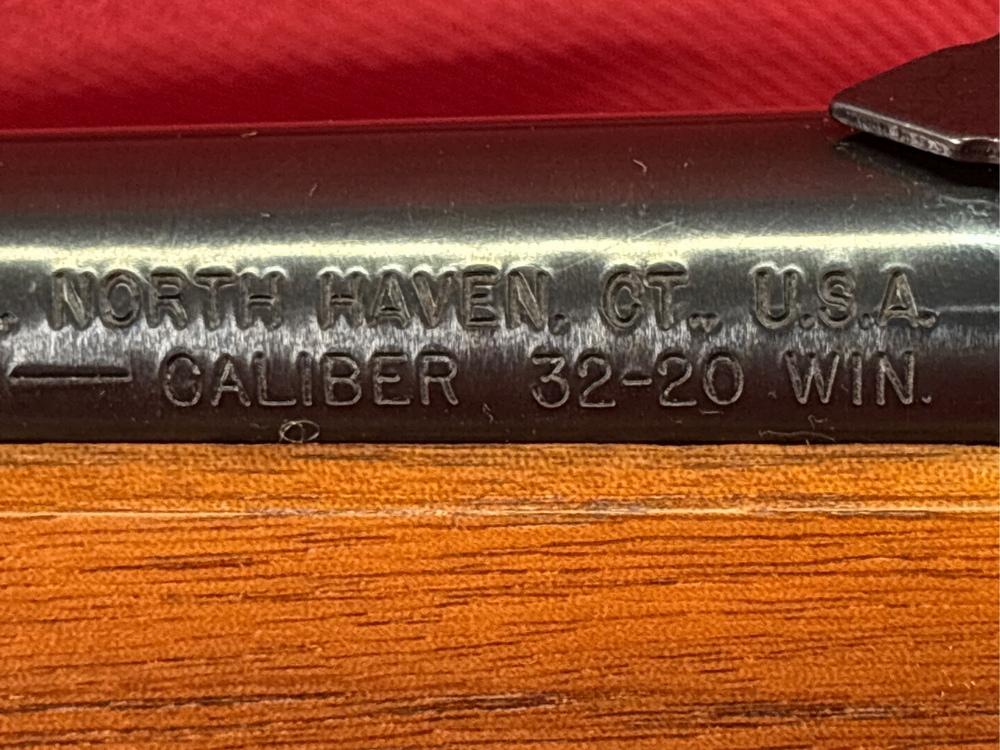 . NORTH HAVEN, CT., U.S.A.
— CALIBER 32-20 WIN.